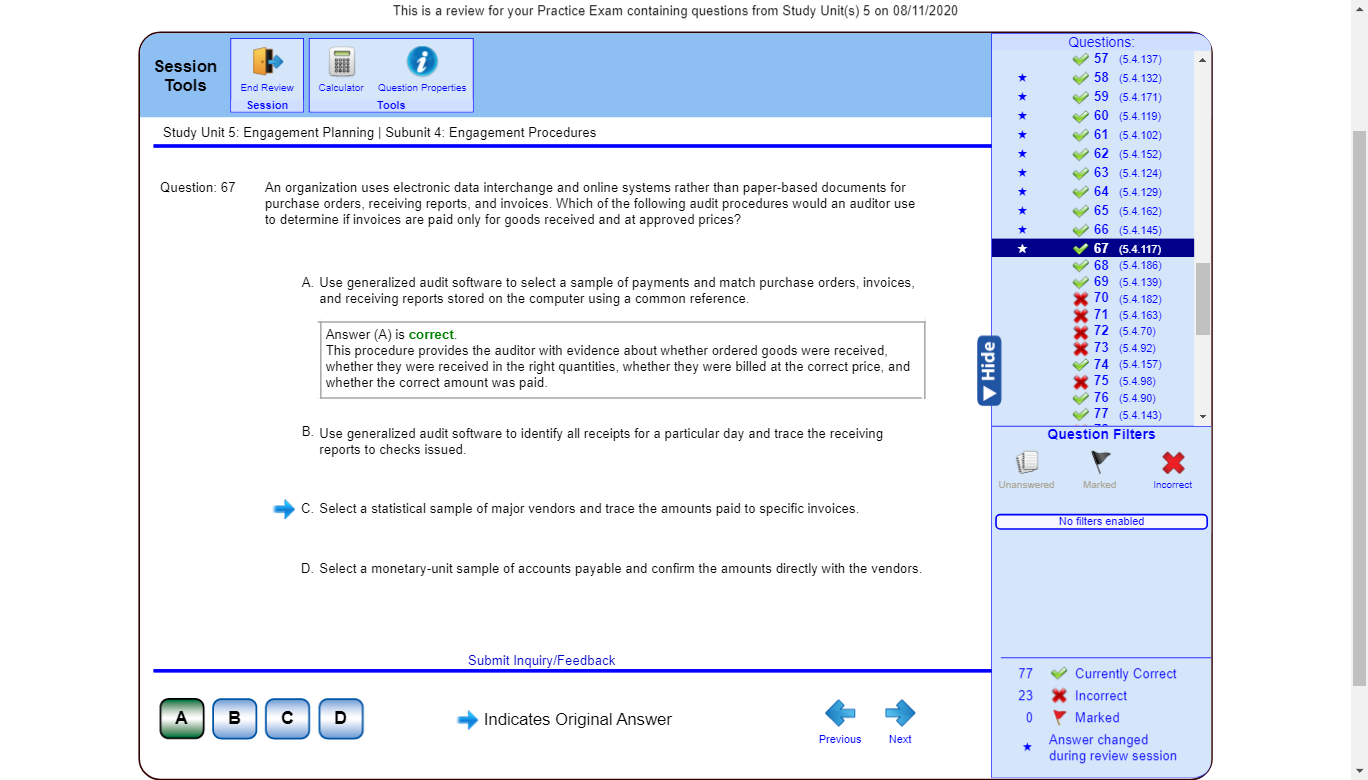 This is a review for your Practice Exam containing questions from Study Unit(s) 5 on 08/11/2020
Session
Tools
End Review
Session
Calculator
Question Properties
Tools
Study Unit 5: Engagement Planning | Subunit 4: Engagement Procedures
Question: 67
An organization uses electronic data interchange and online systems rather than paper-based documents for
purchase orders, receiving reports, and invoices. Which of the following audit procedures would an auditor use
to determine if invoices are paid only for goods received and at approved prices?
A. Use generalized audit software to select a sample of payments and match purchase orders, invoices,
and receiving reports stored on the computer using a common reference.
Answer (A) is correct.
This procedure provides the auditor with evidence about whether ordered goods were received,
whether they were received in the right quantities, whether they were billed at the correct price, and
whether the correct amount was paid.
B. Use generalized audit software to identify all receipts for a particular day and trace the receiving
reports to checks issued.
C. Select a statistical sample of major vendors and trace the amounts paid to specific invoices.
D. Select a monetary-unit sample of accounts payable and confirm the amounts directly with the vendors.
Submit Inquiry/Feedback
A B C D
Indicates Original Answer
Previous
Next
Hide
Questions:
57 (5.4.137)
58 (5.4.132)
59 (5.4.171)
60 (5.4.119)
61 (5.4.102)
62 (5.4.152)
63 (5.4.124)
64 (5.4.129)
65 (5.4.162)
66 (5.4.145)
67 (5.4.117)
68 (5.4.186)
69 (5.4.139)
70 (5.4.182)
71 (5.4.163)
72 (5.4.70)
73 (5.4.92)
74 (5.4.157)
75 (5.4.98)
76 (5.4.90)
77 (5.4.143)
Question Filters
Unanswered
Marked
Incorrect
No filters enabled
77 Currently Correct
23 Incorrect
0 Marked
Answer changed
during review session